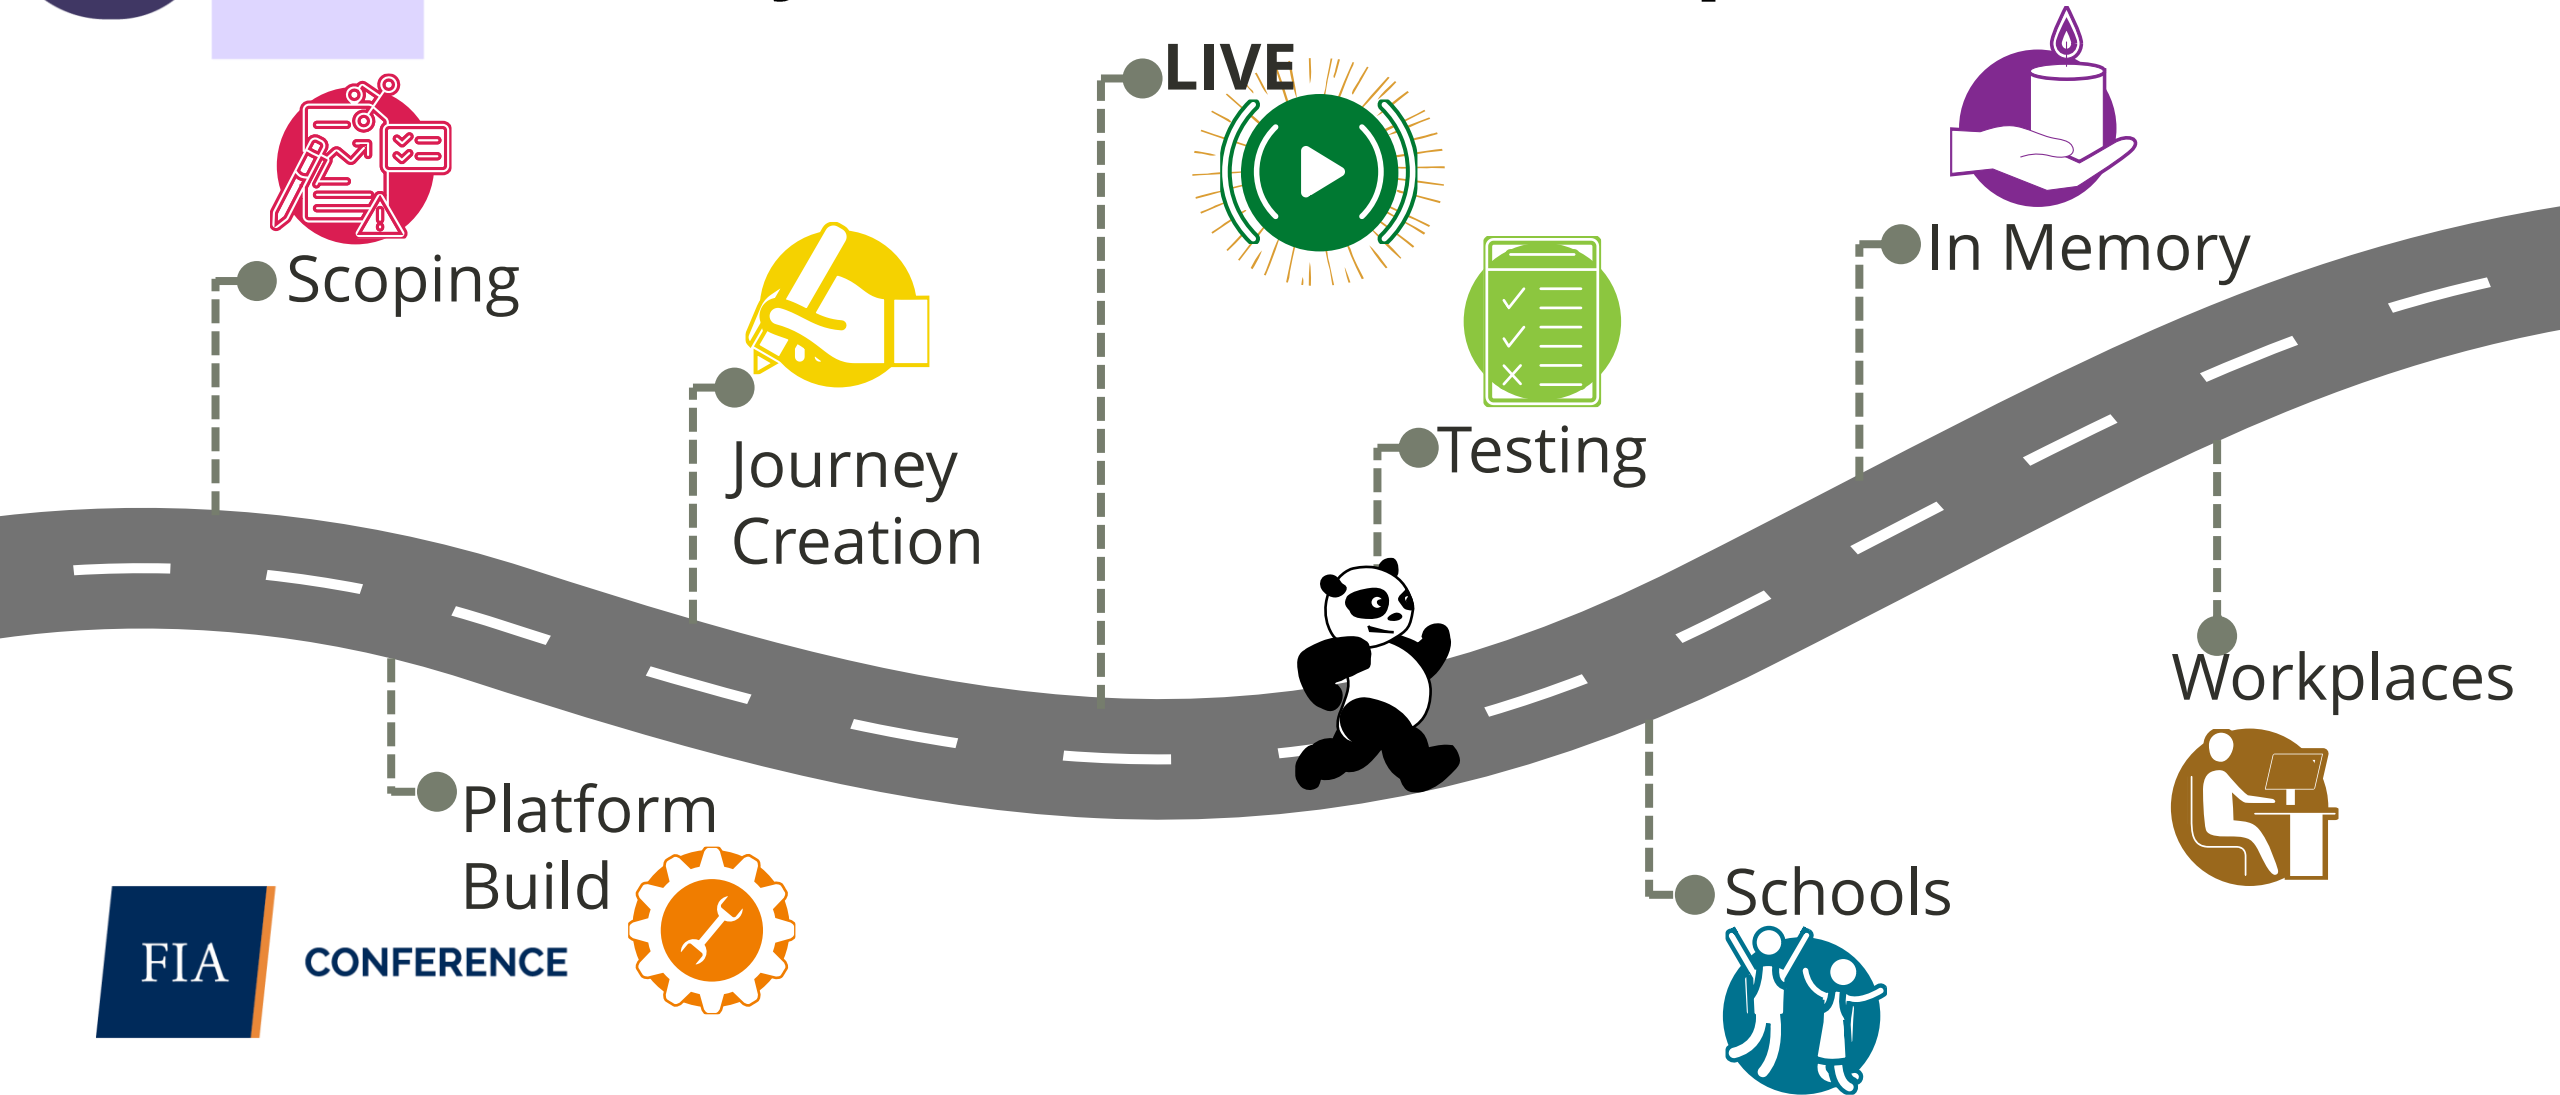 LIVE
In Memory
Scoping
Testing
Journey
Creation
Workplaces
Platform
Build
Schools
FIA
CONFERENCE